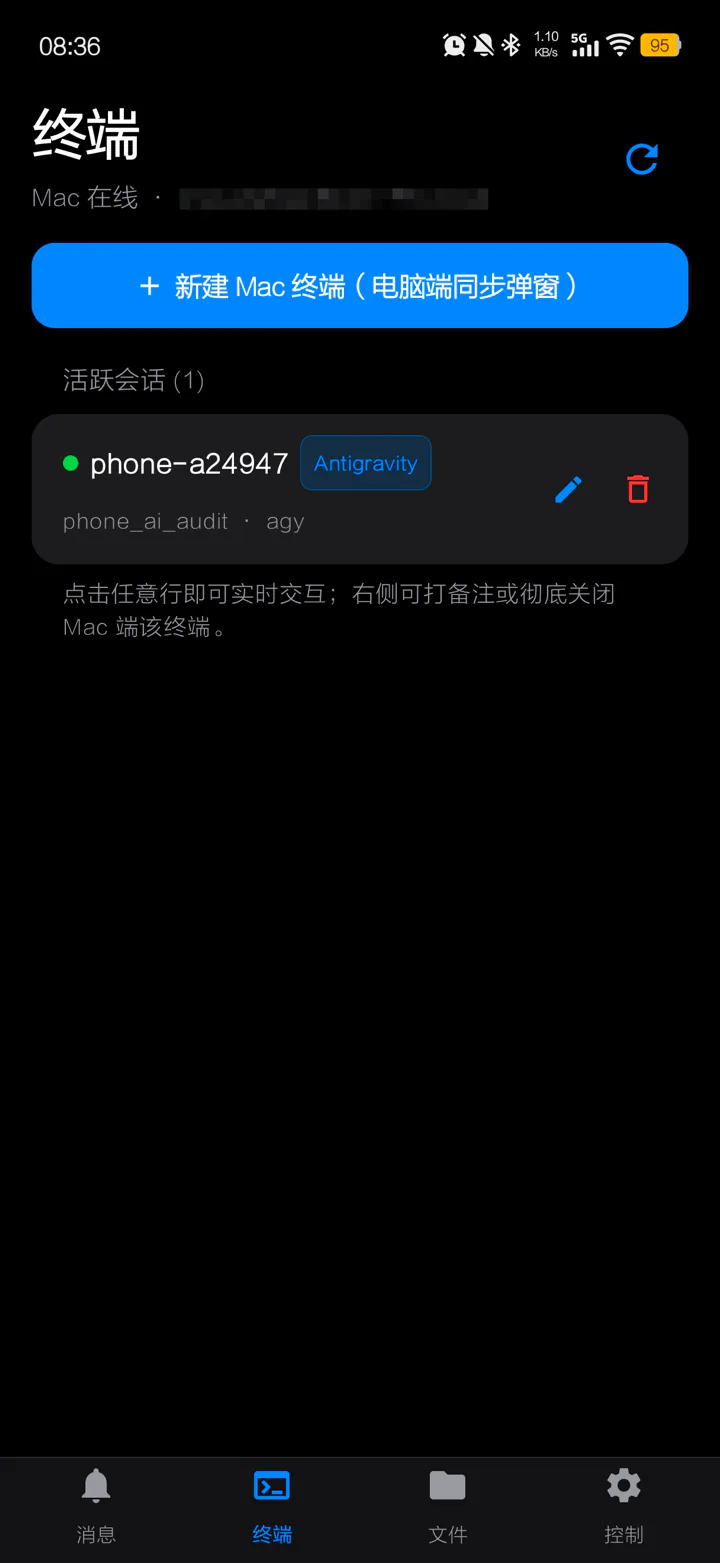 08:36
1.10 KB/s
5G
95
终端
Mac 在线 ·
+ 新建 Mac 终端（电脑端同步弹窗）
活跃会话 (1)
phone-a24947
Antigravity
phone_ai_audit · agy
点击任意行即可实时交互；右侧可打备注或彻底关闭
Mac 端该终端。
消息
终端
文件
控制